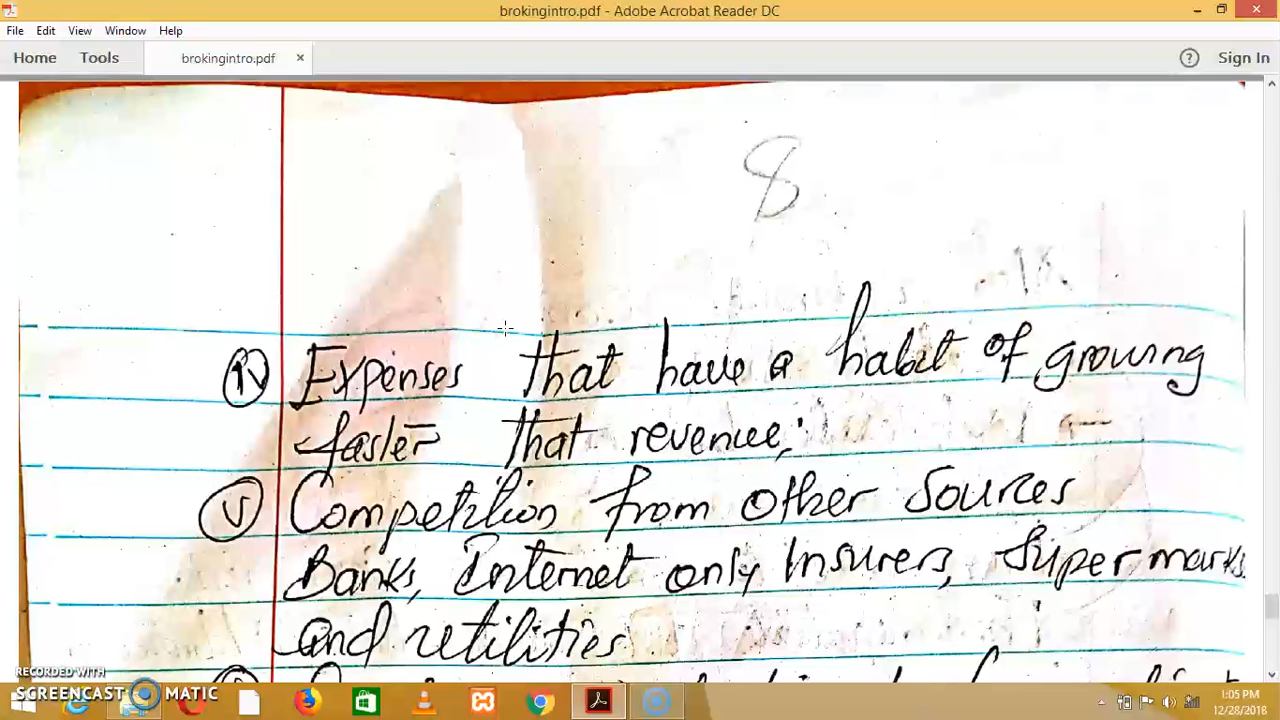 brokingintro.pdf - Adobe Acrobat Reader DC
File Edit View Window Help
Home Tools brokingintro.pdf × Sign In
8
iv Expenses that have a habit of growing
faster that revenue;
v Competition from other sources
Banks, Internet only Insurers, Supermarks
and utilities
RECORDED WITH
SCREENCAST MATIC
1:05 PM
12/28/2018